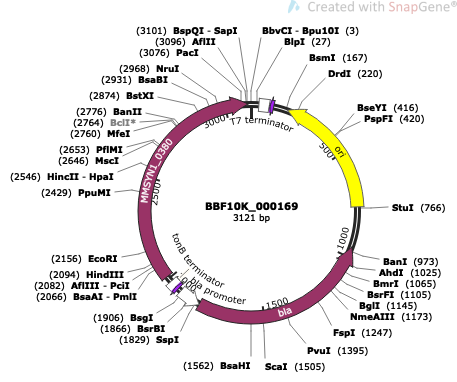 Created with SnapGene®
(3101) BspQI - SapI
(3096) AflII
(3076) PacI
(2968) NruI
(2931) BsaBI
(2874) BstXI
(2776) BanII
(2764) BclI*
(2760) MfeI
(2653) PflMI
(2646) MscI
(2546) HincII - HpaI
(2429) PpuMI
(2156) EcoRI
(2094) HindIII
(2082) AflIII - PciI
(2066) BsaAI - PmlI
(1906) BsgI
(1866) BsrBI
(1829) SspI
(1562) BsaHI
BbvCI - Bpu10I (3)
BlpI (27)
BsmI (167)
DrdI (220)
BseYI (416)
PspFI (420)
StuI (766)
BanI (973)
AhdI (1025)
BmrI (1065)
BsrFI (1105)
BglI (1145)
NmeAIII (1173)
FspI (1247)
PvuI (1395)
ScaI (1505)
T7 terminator
ori
500
1000
1500
bla
bla promoter
tonB terminator
2500
MMSYN1_0380
3000
BBF10K_000169
3121 bp